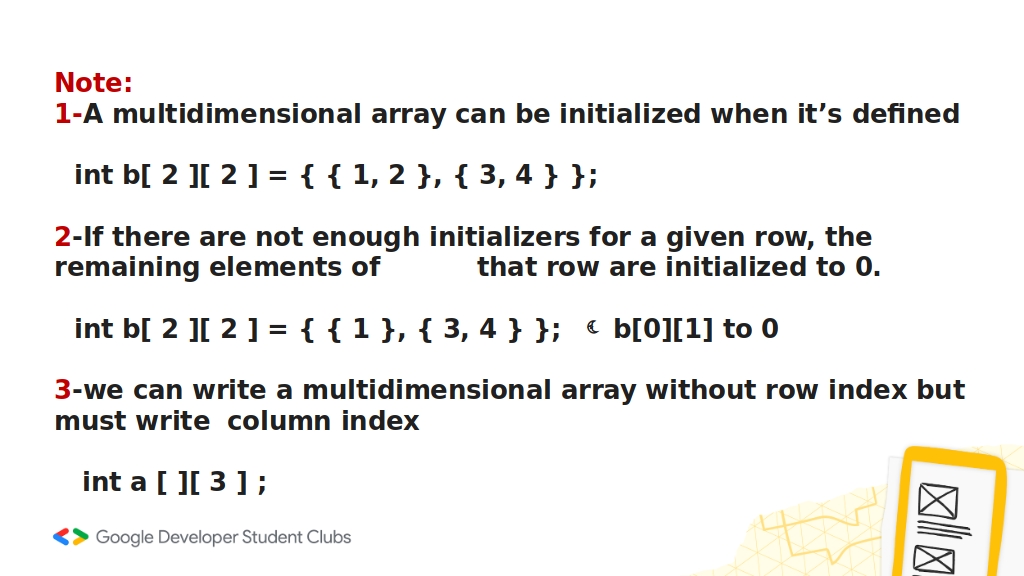 Note:
1-A multidimensional array can be initialized when it’s defined
int b[ 2 ][ 2 ] = { { 1, 2 }, { 3, 4 } };
2-If there are not enough initializers for a given row, the
remaining elements of that row are initialized to 0.
int b[ 2 ][ 2 ] = { { 1 }, { 3, 4 } }; ☾ b[0][1] to 0
3-we can write a multidimensional array without row index but
must write column index
int a [ ][ 3 ] ;
Google Developer Student Clubs